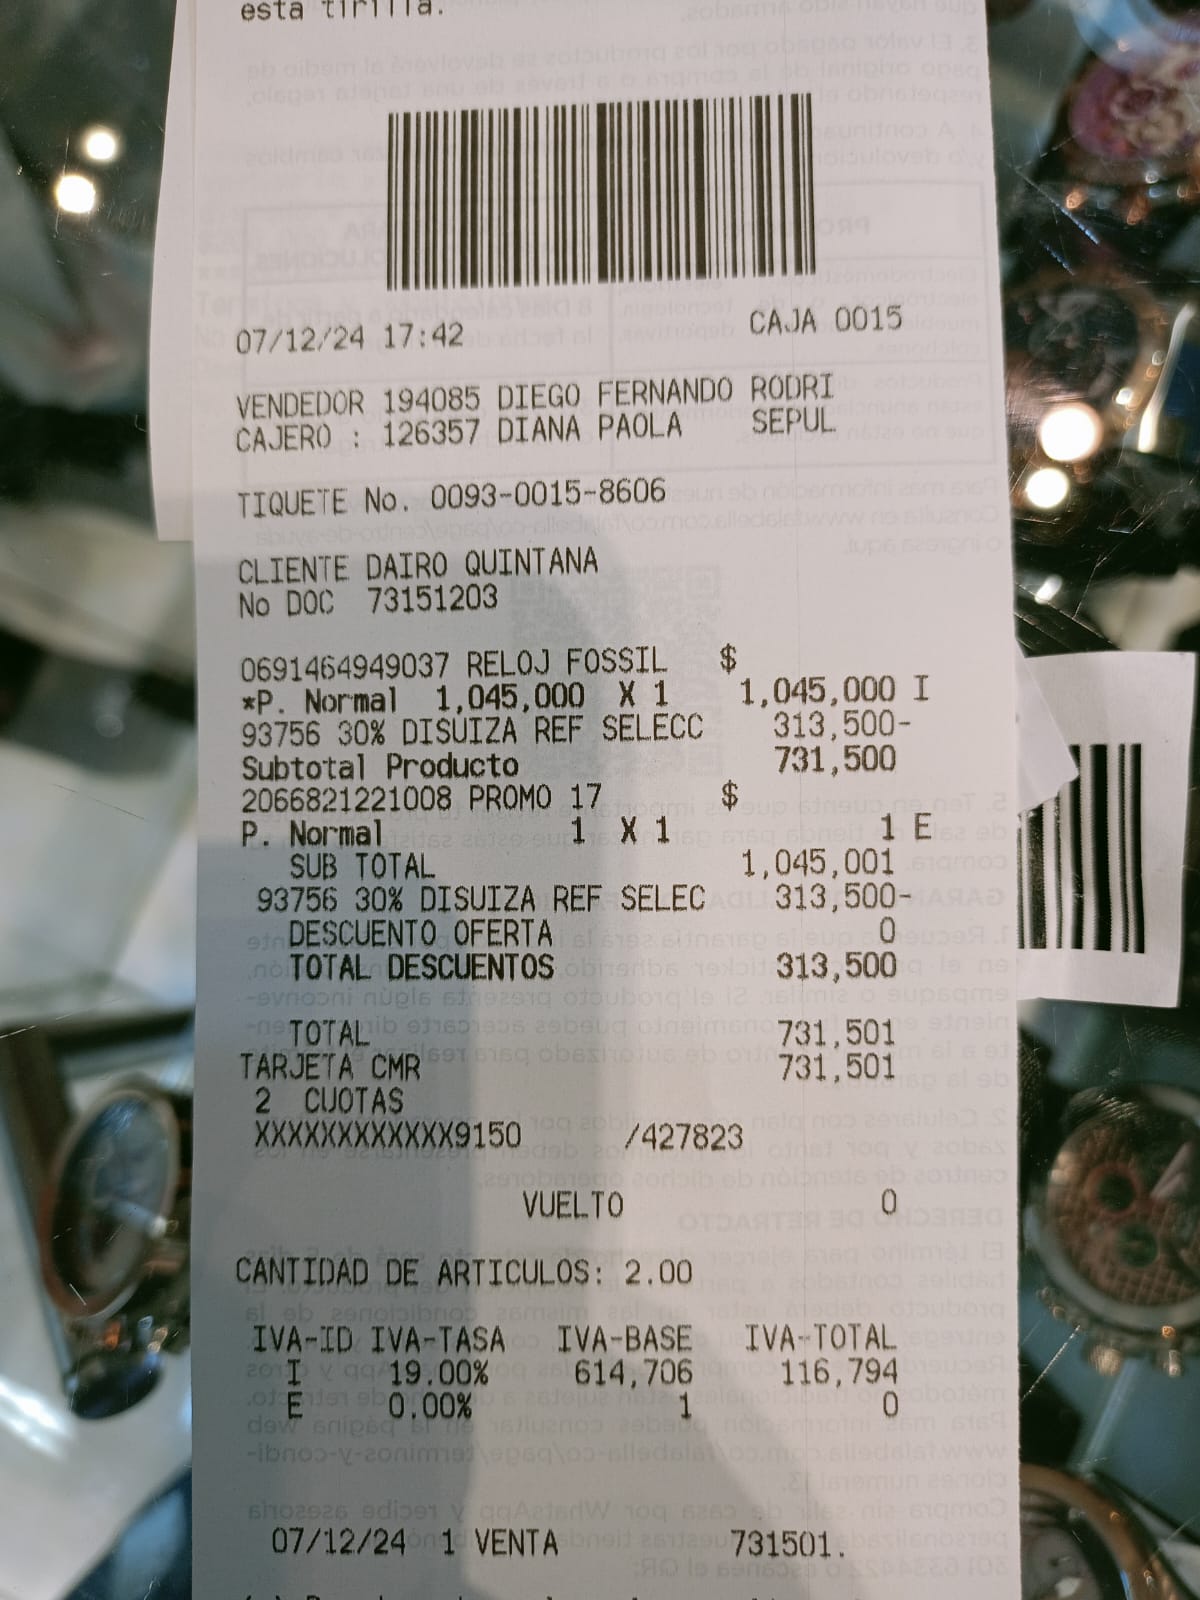 esta tirilla.
07/12/24 17:42 CAJA 0015
VENDEDOR 194085 DIEGO FERNANDO RODRI
CAJERO : 126357 DIANA PAOLA SEPUL
TIQUETE No. 0093-0015-8606
CLIENTE DAIRO QUINTANA
No DOC 73151203
0691464949037 RELOJ FOSSIL $
*P. Normal 1,045,000 X 1 1,045,000 I
93756 30% DISUIZA REF SELECC 313,500-
Subtotal Producto 731,500
2066821221008 PROMO 17 $
P. Normal 1 X 1 1 E
SUB TOTAL 1,045,001
93756 30% DISUIZA REF SELEC 313,500-
DESCUENTO OFERTA 0
TOTAL DESCUENTOS 313,500
TOTAL 731,501
TARJETA CMR 731,501
2 CUOTAS
XXXXXXXXXXXX9150 /427823
VUELTO 0
CANTIDAD DE ARTICULOS: 2.00
IVA-ID IVA-TASA IVA-BASE IVA-TOTAL
I 19.00% 614,706 116,794
E 0.00% 1 0
07/12/24 1 VENTA 731501.